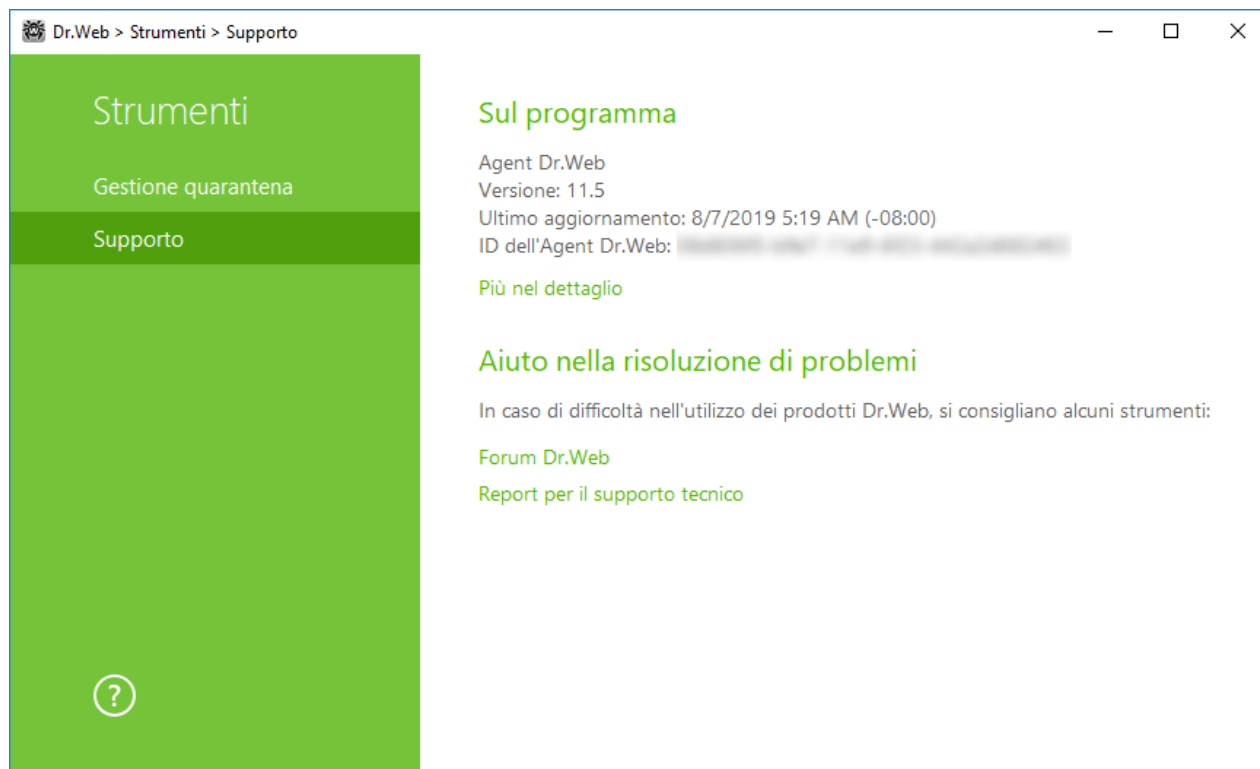 Dr.Web > Strumenti > Supporto
Strumenti
Gestione quarantena
Supporto
?
Sul programma
Agent Dr.Web
Versione: 11.5
Ultimo aggiornamento: 8/7/2019 5:19 AM (-08:00)
ID dell'Agent Dr.Web:
Più nel dettaglio
Aiuto nella risoluzione di problemi
In caso di difficoltà nell'utilizzo dei prodotti Dr.Web, si consigliano alcuni strumenti:
Forum Dr.Web
Report per il supporto tecnico